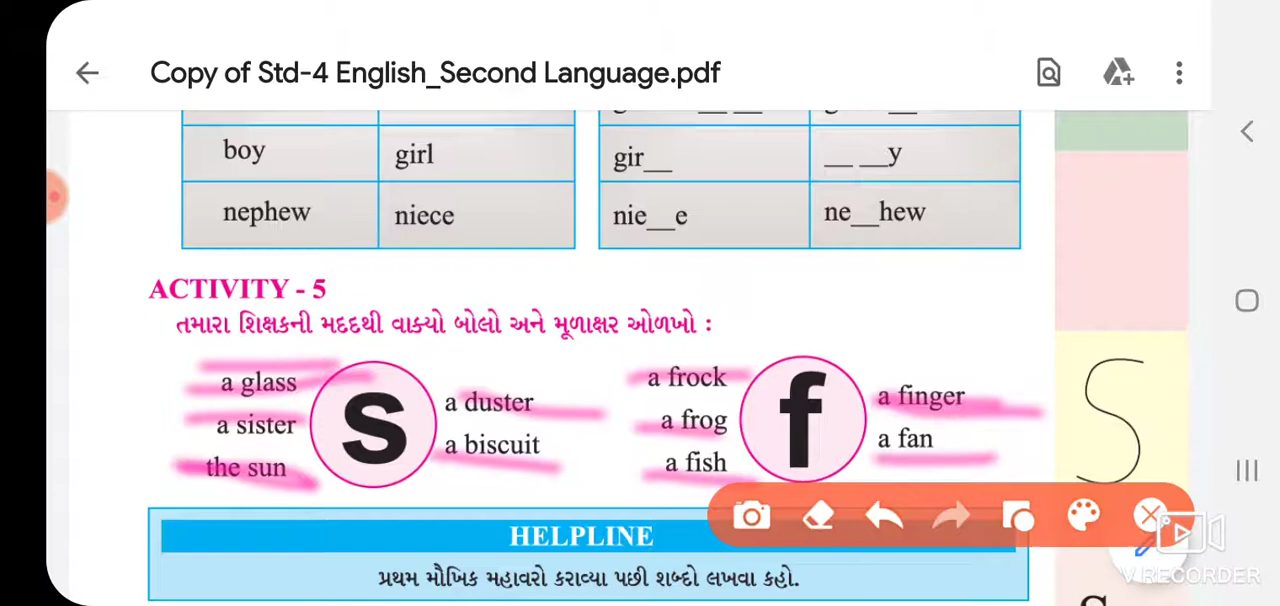 Copy of Std-4 English_Second Language.pdf
boy girl gir__ __ __y
nephew niece nie__e ne__hew
ACTIVITY - 5
તમારા શિક્ષકની મદદથી વાક્યો બોલો અને મૂળાક્ષર ઓળખો :
a glass
a sister
the sun
s
a duster
a biscuit
a frock
a frog
a fish
f
a finger
a fan
S
HELPLINE
પ્રથમ મૌખિક મહાવરો કરાવ્યા પછી શબ્દો લખવા કહો.
V RECORDER